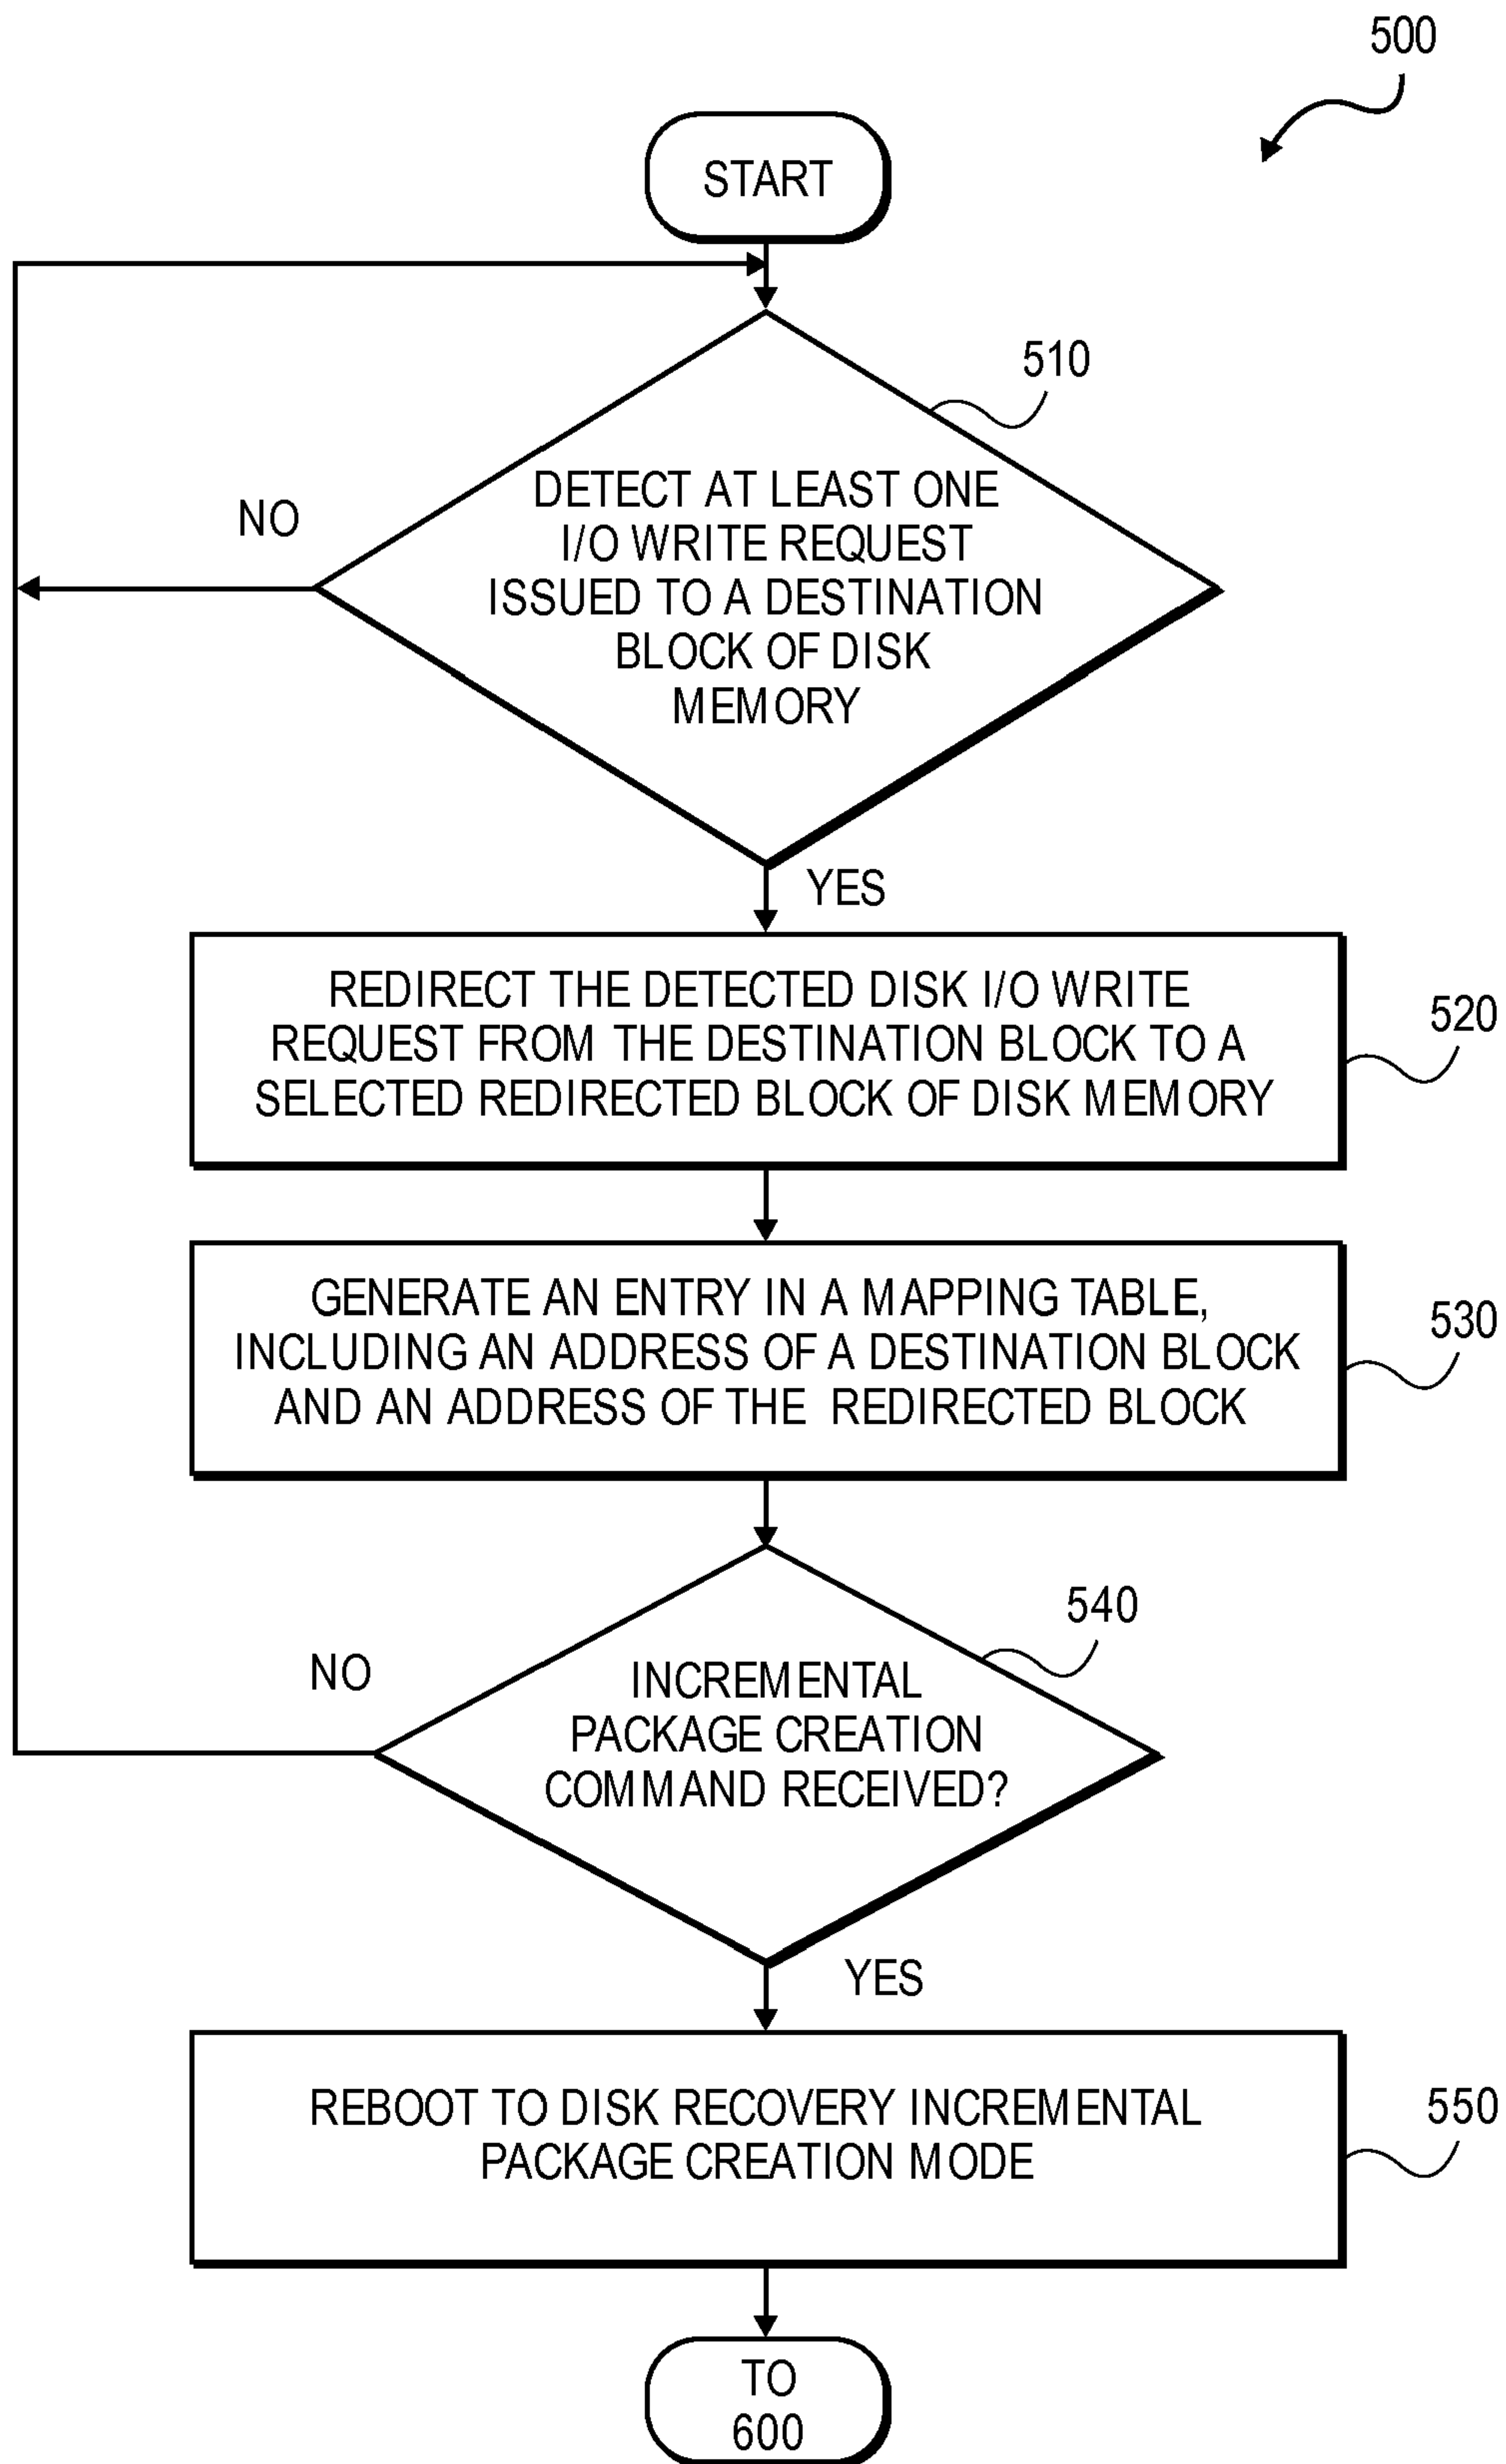 500
START
510
DETECT AT LEAST ONE
I/O WRITE REQUEST
ISSUED TO A DESTINATION
BLOCK OF DISK
MEMORY
NO
YES
REDIRECT THE DETECTED DISK I/O WRITE
REQUEST FROM THE DESTINATION BLOCK TO A
SELECTED REDIRECTED BLOCK OF DISK MEMORY
520
GENERATE AN ENTRY IN A MAPPING TABLE,
INCLUDING AN ADDRESS OF A DESTINATION BLOCK
AND AN ADDRESS OF THE REDIRECTED BLOCK
530
540
NO
INCREMENTAL
PACKAGE CREATION
COMMAND RECEIVED?
YES
REBOOT TO DISK RECOVERY INCREMENTAL
PACKAGE CREATION MODE
550
TO
600